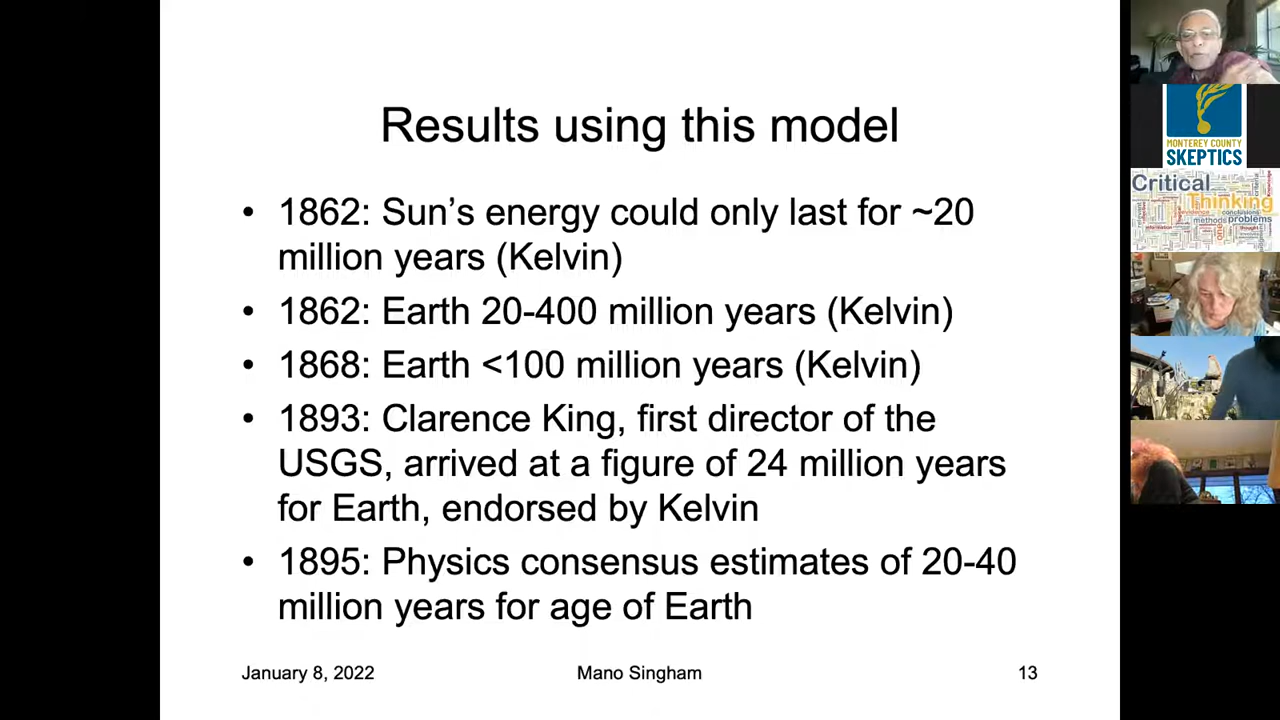 Results using this model
• 1862: Sun’s energy could only last for ~20
million years (Kelvin)
• 1862: Earth 20-400 million years (Kelvin)
• 1868: Earth <100 million years (Kelvin)
• 1893: Clarence King, first director of the
USGS, arrived at a figure of 24 million years
for Earth, endorsed by Kelvin
• 1895: Physics consensus estimates of 20-40
million years for age of Earth
January 8, 2022
Mano Singham
13
MONTEREY COUNTY
SKEPTICS
Critical
Thinking
conclusions
methods problems